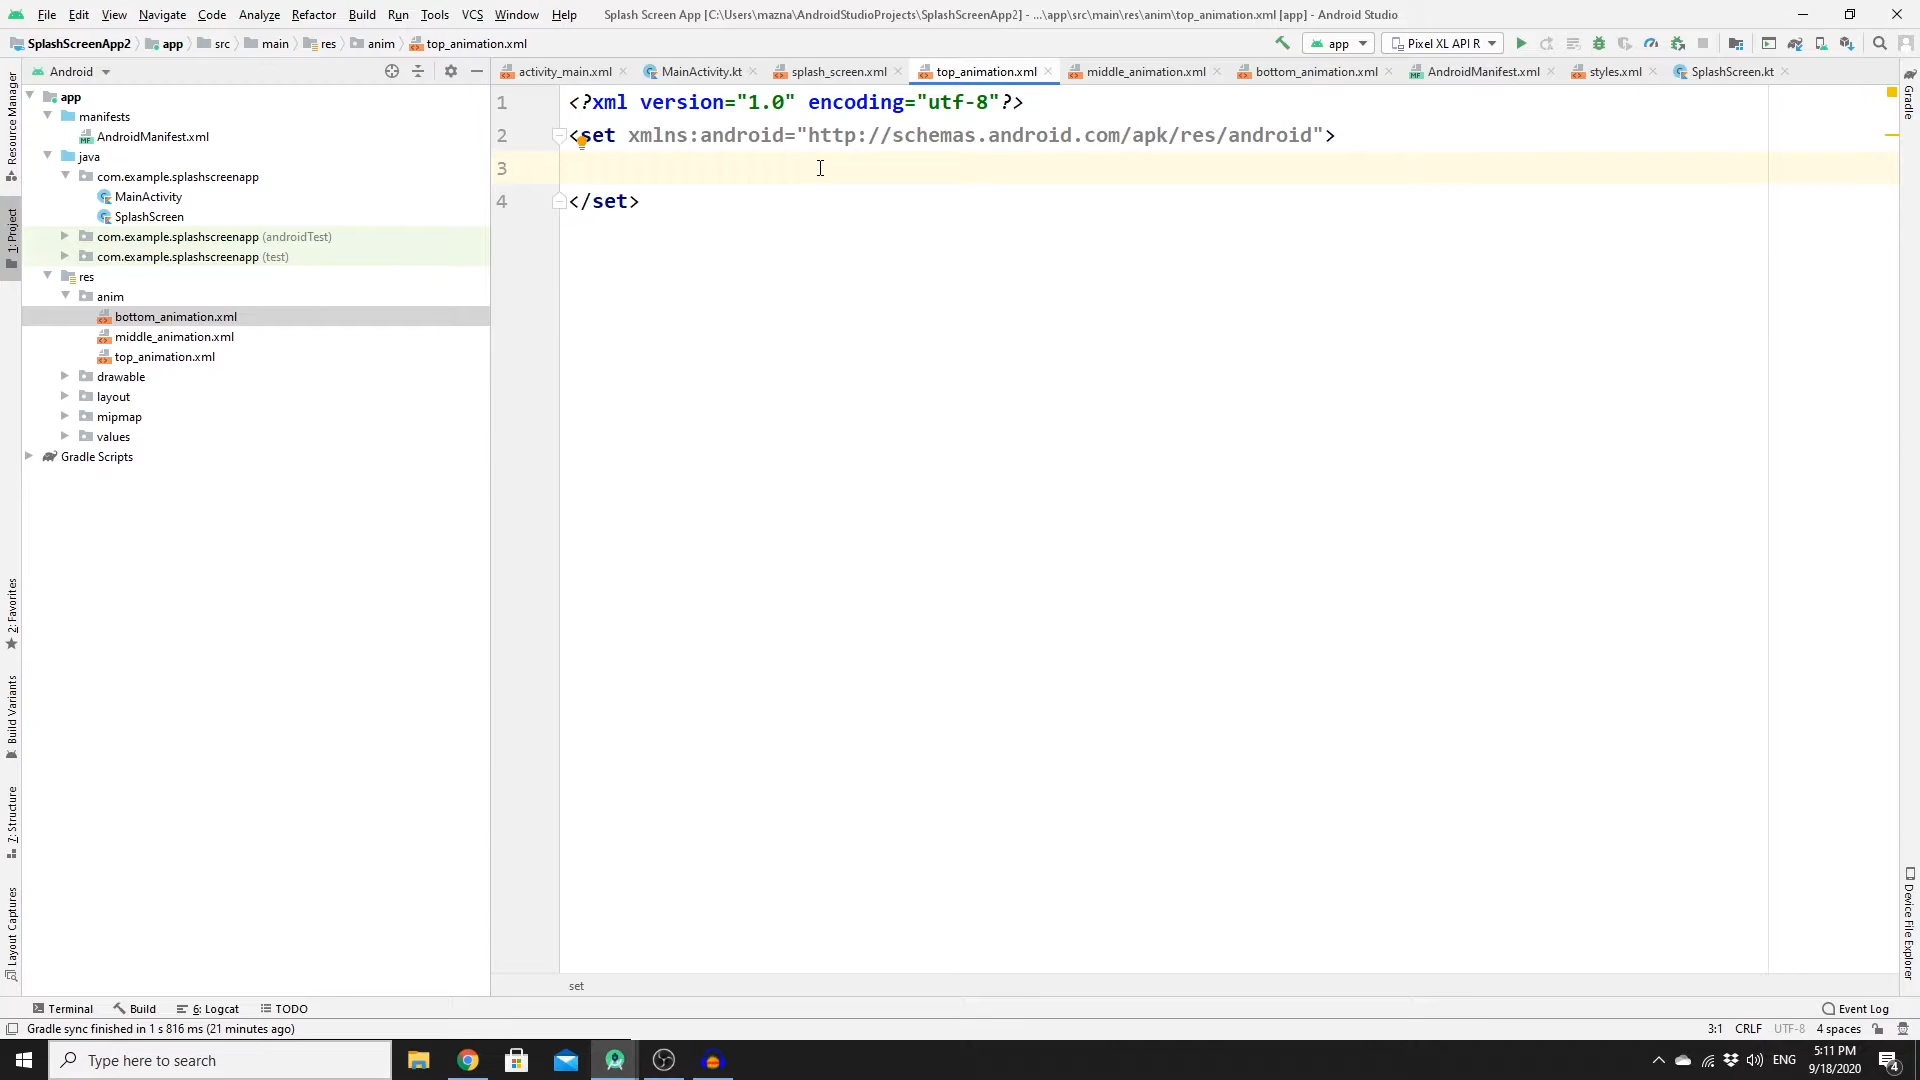 File Edit View Navigate Code Analyze Refactor Build Run Tools VCS Window Help Splash Screen App [C:\Users\mazna\AndroidStudioProjects\SplashScreenApp2] - ...\app\src\main\res\anim\top_animation.xml [app] - Android Studio
SplashScreenApp2 app src main res anim top_animation.xml app Pixel XL API R
Android
activity_main.xml MainActivity.kt splash_screen.xml top_animation.xml middle_animation.xml bottom_animation.xml AndroidManifest.xml styles.xml SplashScreen.kt
Resource Manager
1: Project
2: Favorites
Build Variants
7: Structure
Layout Captures
app
manifests
AndroidManifest.xml
java
com.example.splashscreenapp
MainActivity
SplashScreen
com.example.splashscreenapp (androidTest)
com.example.splashscreenapp (test)
res
anim
bottom_animation.xml
middle_animation.xml
top_animation.xml
drawable
layout
mipmap
values
Gradle Scripts
1 <?xml version="1.0" encoding="utf-8"?>
2 <set xmlns:android="http://schemas.android.com/apk/res/android">
3
4 </set>
set
Gradle
Device File Explorer
Terminal Build 6: Logcat TODO Event Log
Gradle sync finished in 1 s 816 ms (21 minutes ago) 3:1 CRLF UTF-8 4 spaces
Type here to search ENG 5:11 PM
9/18/2020 4